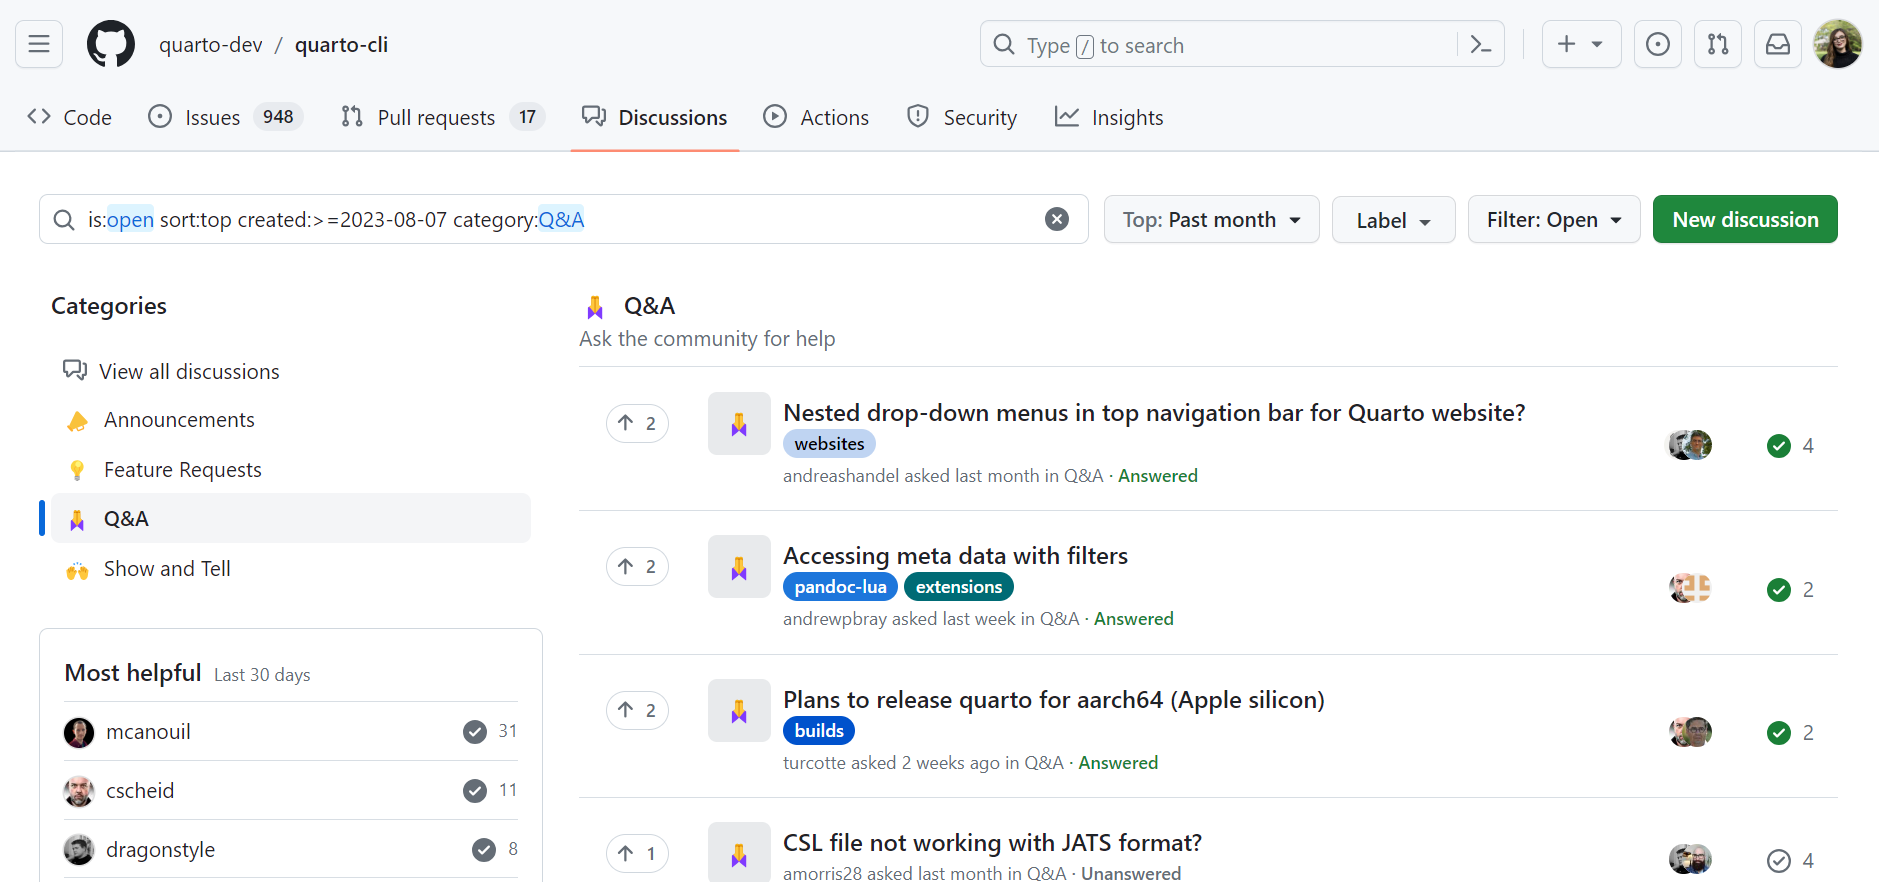 quarto-dev / quarto-cli
Type / to search
Code
Issues 948
Pull requests 17
Discussions
Actions
Security
Insights
is:open sort:top created:>=2023-08-07 category:Q&A
Top: Past month
Label
Filter: Open
New discussion
Categories
View all discussions
Announcements
Feature Requests
Q&A
Show and Tell
Most helpful Last 30 days
mcanouil 31
cscheid 11
dragonstyle 8
Q&A
Ask the community for help
2
Nested drop-down menus in top navigation bar for Quarto website?
websites
andreashandel asked last month in Q&A · Answered
4
2
Accessing meta data with filters
pandoc-lua extensions
andrewpbray asked last week in Q&A · Answered
2
2
Plans to release quarto for aarch64 (Apple silicon)
builds
turcotte asked 2 weeks ago in Q&A · Answered
2
1
CSL file not working with JATS format?
amorris28 asked last month in Q&A · Unanswered
4